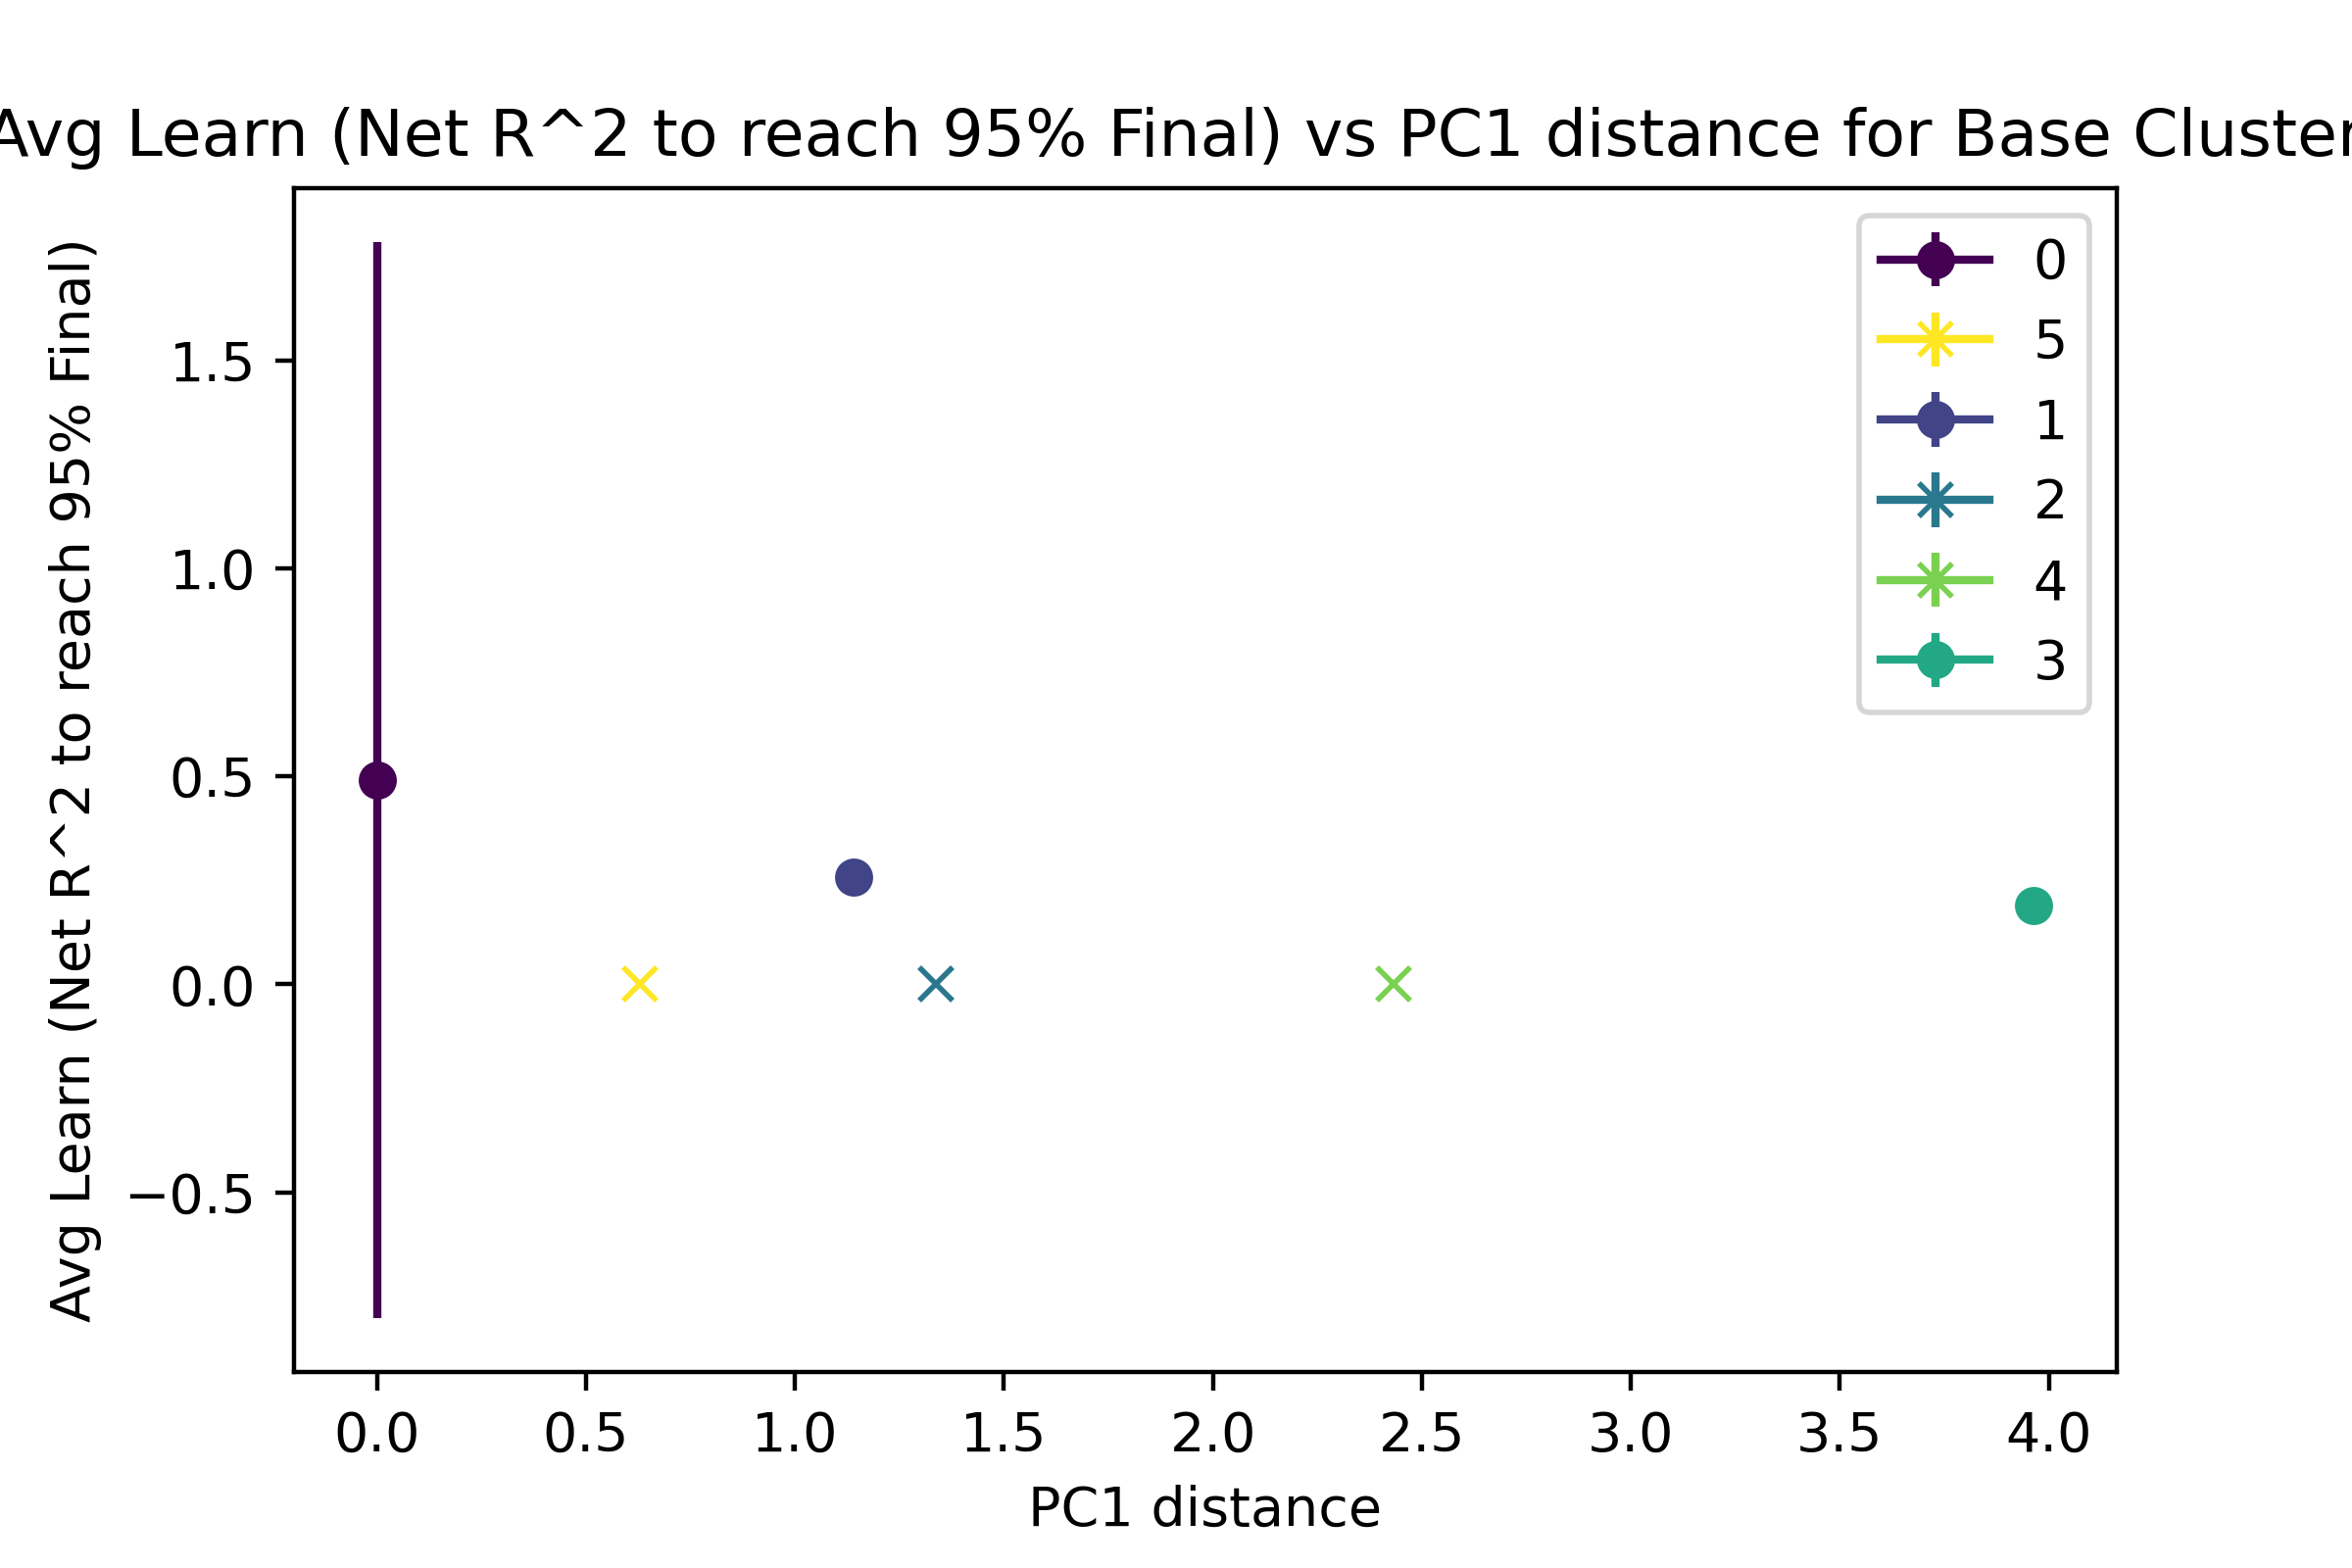 Avg Learn (Net R^2 to reach 95% Final) vs PC1 distance for Base Cluster
Avg Learn (Net R^2 to reach 95% Final)
1.5
1.0
0.5
0.0
−0.5
0
5
1
2
4
3
0.0 0.5 1.0 1.5 2.0 2.5 3.0 3.5 4.0
PC1 distance